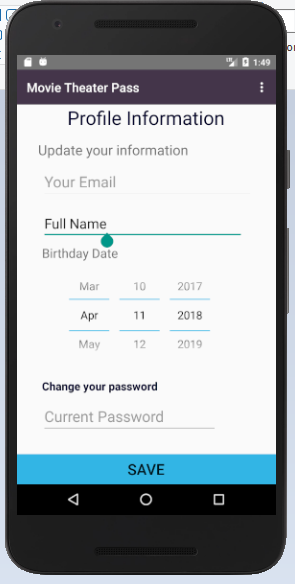 1:49
Movie Theater Pass
Profile Information
Update your information
Your Email
Full Name
Birthday Date
Mar 10 2017
Apr 11 2018
May 12 2019
Change your password
Current Password
SAVE